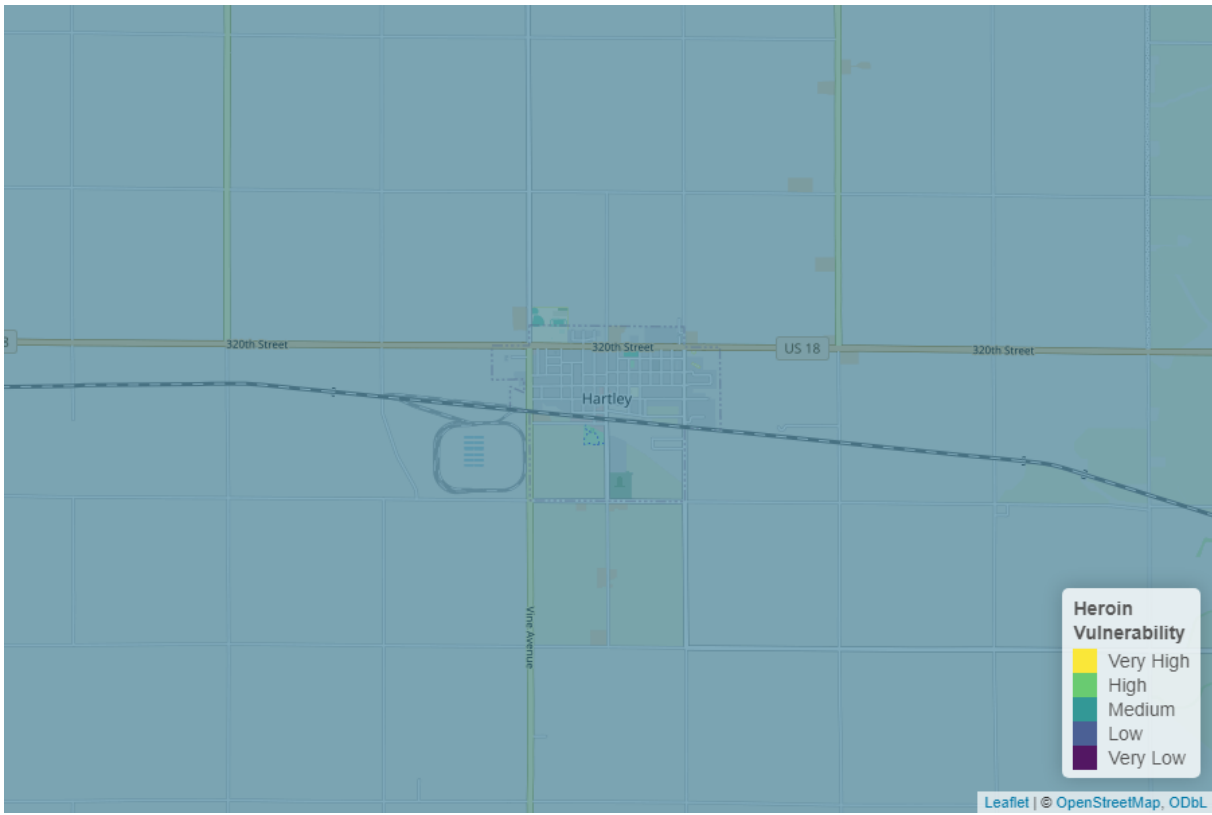 320th Street
320th Street
US 18
320th Street
Hartley
Vine Avenue
Heroin
Vulnerability
Very High
High
Medium
Low
Very Low
Leaflet | © OpenStreetMap, ODbL